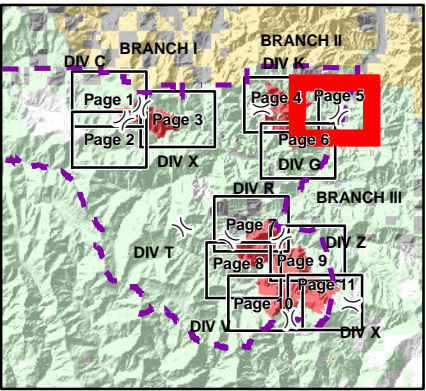 BRANCH I
BRANCH II
DIV C
DIV K
Page 1
Page 4
Page 5
Page 3
Page 2
Page 6
DIV X
DIV G
DIV R
BRANCH III
Page 7
DIV T
DIV Z
Page 8
Page 9
Page 11
Page 10
DIV V
DIV X